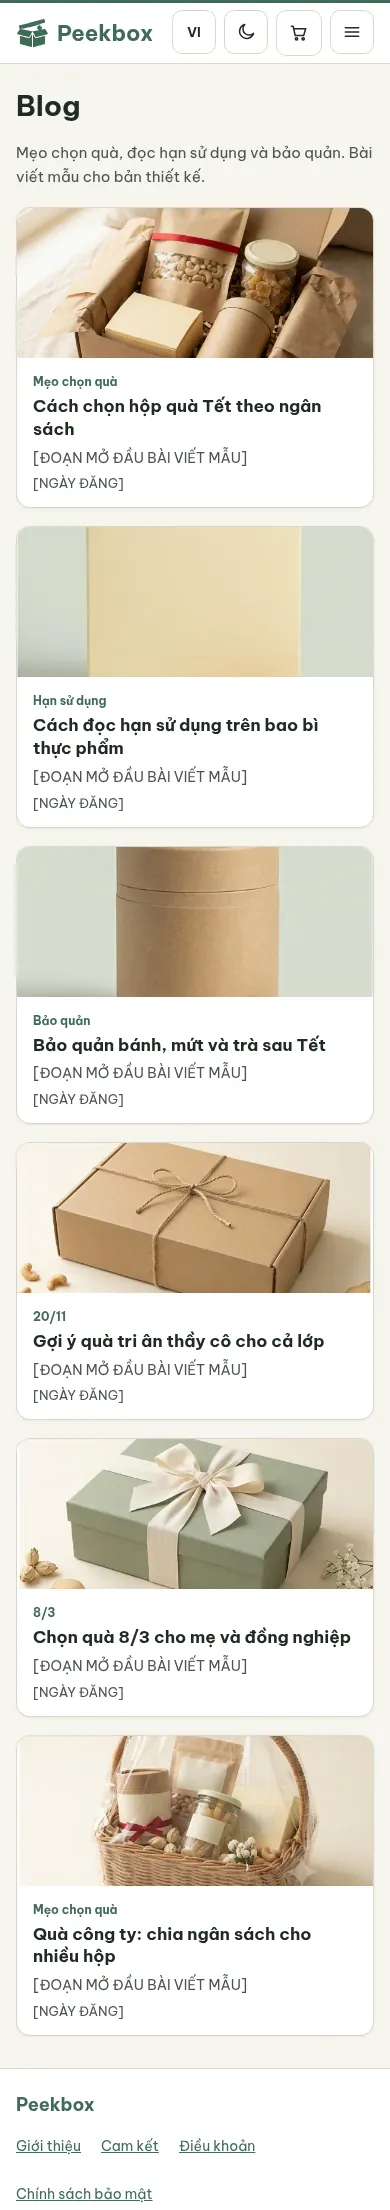 Peekbox
VI
Blog
Mẹo chọn quà, đọc hạn sử dụng và bảo quản. Bài
viết mẫu cho bản thiết kế.
Mẹo chọn quà
Cách chọn hộp quà Tết theo ngân
sách
[ĐOẠN MỞ ĐẦU BÀI VIẾT MẪU]
[NGÀY ĐĂNG]
Hạn sử dụng
Cách đọc hạn sử dụng trên bao bì
thực phẩm
[ĐOẠN MỞ ĐẦU BÀI VIẾT MẪU]
[NGÀY ĐĂNG]
Bảo quản
Bảo quản bánh, mứt và trà sau Tết
[ĐOẠN MỞ ĐẦU BÀI VIẾT MẪU]
[NGÀY ĐĂNG]
20/11
Gợi ý quà tri ân thầy cô cho cả lớp
[ĐOẠN MỞ ĐẦU BÀI VIẾT MẪU]
[NGÀY ĐĂNG]
8/3
Chọn quà 8/3 cho mẹ và đồng nghiệp
[ĐOẠN MỞ ĐẦU BÀI VIẾT MẪU]
[NGÀY ĐĂNG]
Mẹo chọn quà
Quà công ty: chia ngân sách cho
nhiều hộp
[ĐOẠN MỞ ĐẦU BÀI VIẾT MẪU]
[NGÀY ĐĂNG]
Peekbox
Giới thiệu Cam kết Điều khoản
Chính sách bảo mật